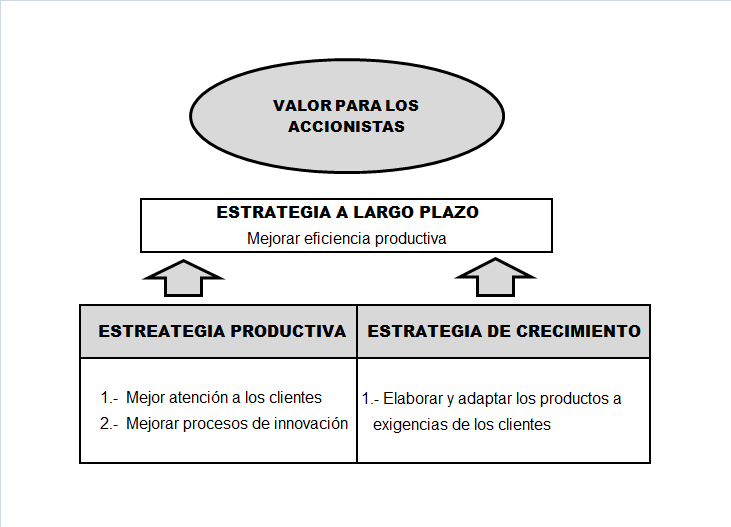 VALOR PARA LOS
ACCIONISTAS
ESTRATEGIA A LARGO PLAZO
Mejorar eficiencia productiva
ESTREATEGIA PRODUCTIVA
ESTRATEGIA DE CRECIMIENTO
1.- Mejor atención a los clientes
2.- Mejorar procesos de innovación
1.- Elaborar y adaptar los productos a
exigencias de los clientes